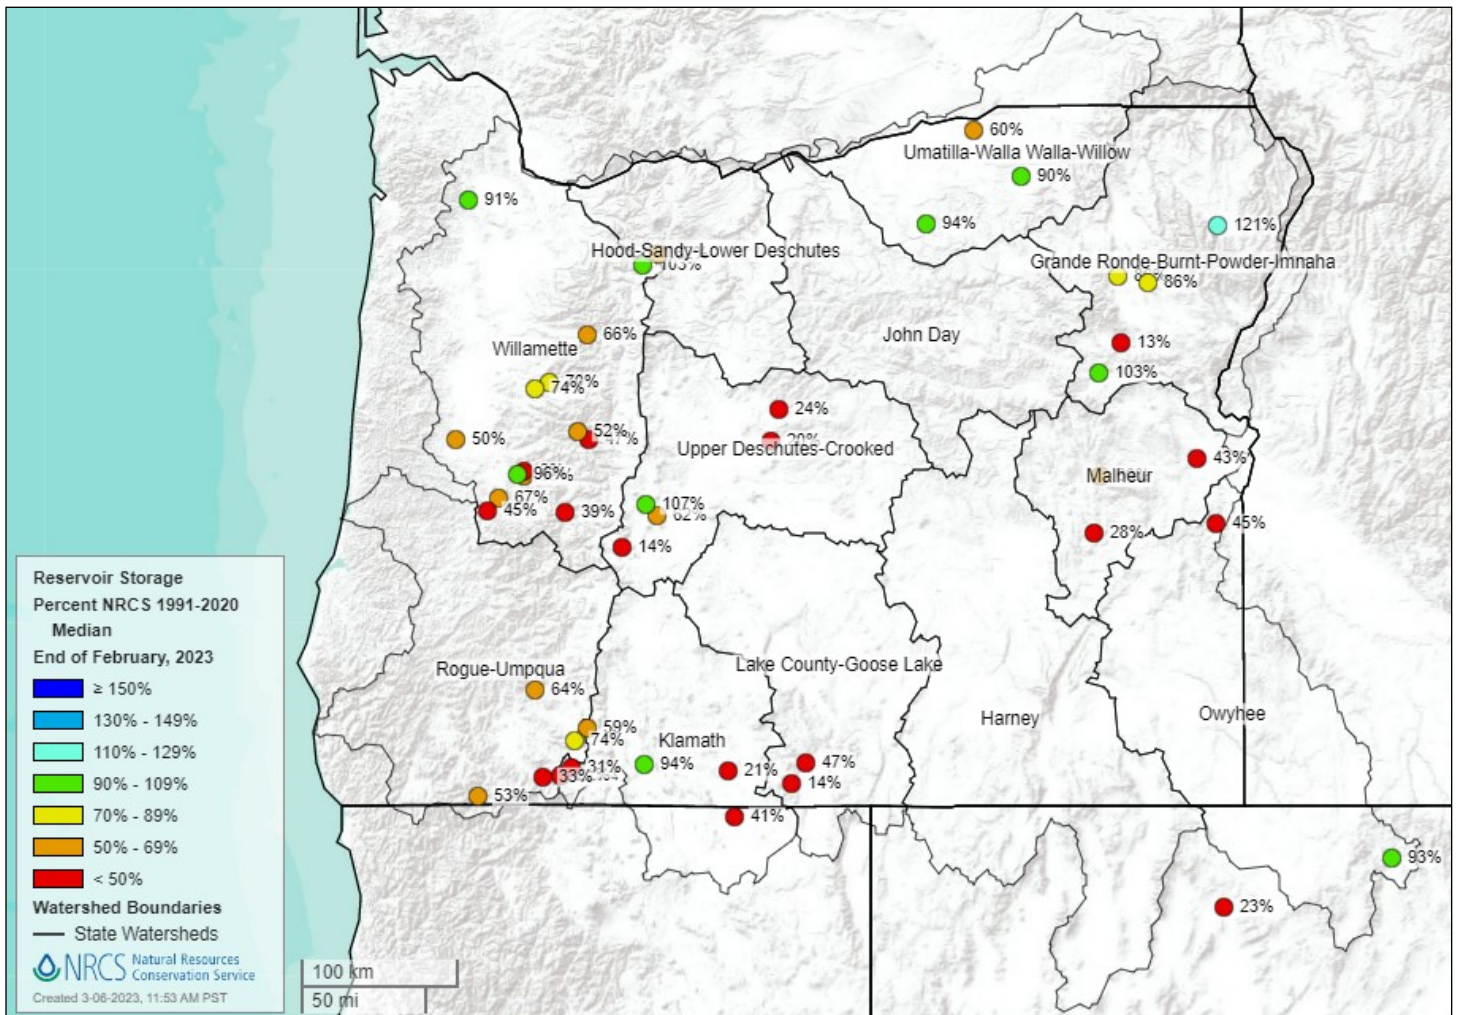 60%
Umatilla-Walla Walla-Willow
90%
91%
94%
121%
Hood-Sandy-Lower Deschutes
103%
Grande Ronde-Burnt-Powder-Imnaha
86%
66%
John Day
13%
Willamette
103%
74%
24%
52%
50%
Upper Deschutes-Crooked
43%
96%
Malheur
67%
107%
45%
39%
45%
28%
14%
Reservoir Storage
Percent NRCS 1991-2020
Median
End of February, 2023
≥ 150%
130% - 149%
110% - 129%
90% - 109%
70% - 89%
50% - 69%
< 50%
Watershed Boundaries
State Watersheds
NRCS
Natural Resources
Conservation Service
Created 3-06-2023, 11:53 AM PST
Rogue-Umpqua
Lake County-Goose Lake
64%
Harney
Owyhee
59%
74%
Klamath
31%
94%
21%
47%
33%
14%
53%
41%
93%
23%
100 km
50 mi